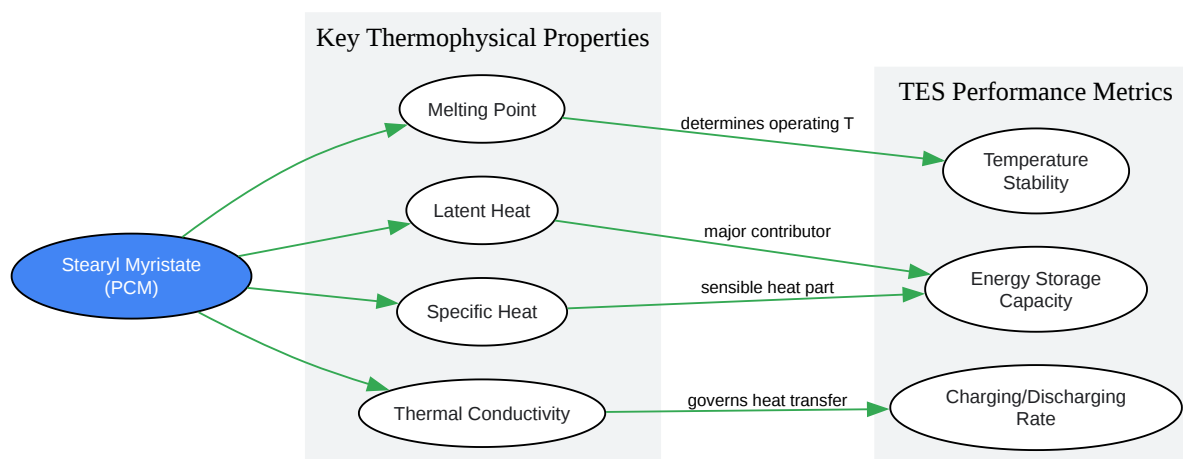 Key Thermophysical Properties
TES Performance Metrics
Stearyl Myristate
(PCM)
Melting Point
Latent Heat
Specific Heat
Thermal Conductivity
determines operating T
major contributor
sensible heat part
governs heat transfer
Temperature
Stability
Energy Storage
Capacity
Charging/Discharging
Rate